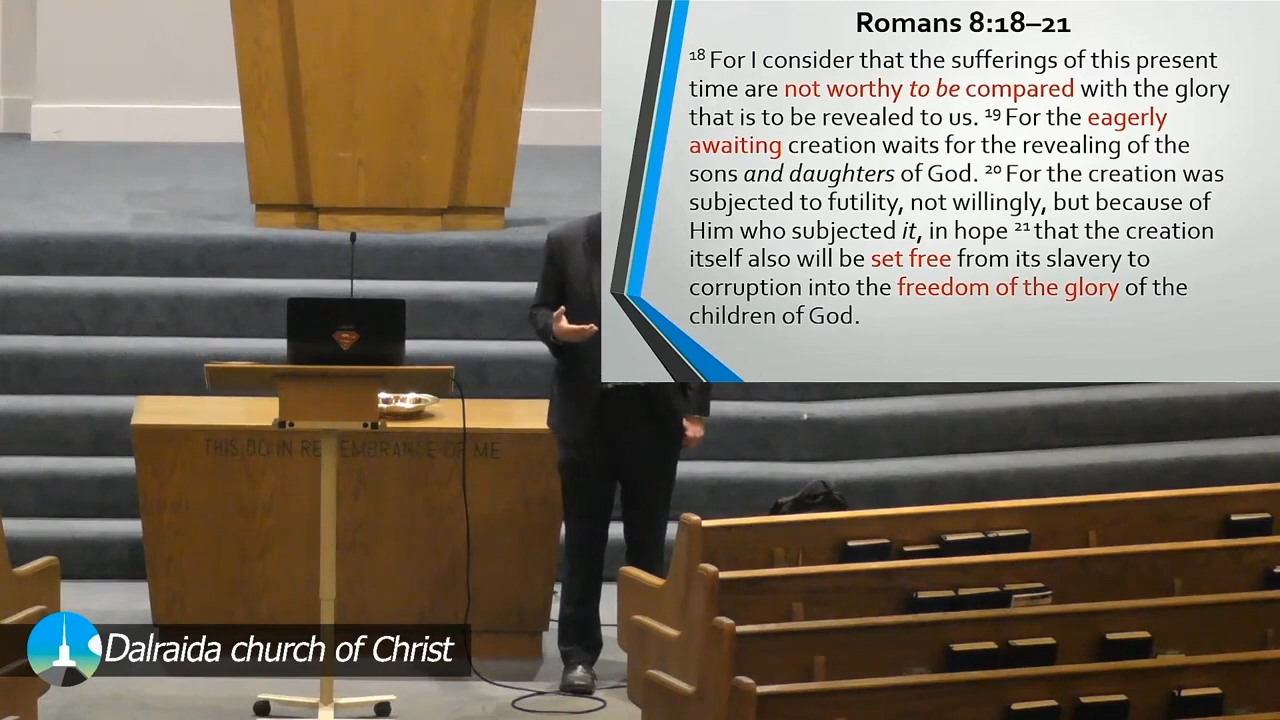 Romans 8:18–21
18 For I consider that the sufferings of this present
time are not worthy to be compared with the glory
that is to be revealed to us. 19 For the eagerly
awaiting creation waits for the revealing of the
sons and daughters of God. 20 For the creation was
subjected to futility, not willingly, but because of
Him who subjected it, in hope 21 that the creation
itself also will be set free from its slavery to
corruption into the freedom of the glory of the
children of God.
THIS DO IN RE EMBRANCE OF ME
Dalraida church of Christ